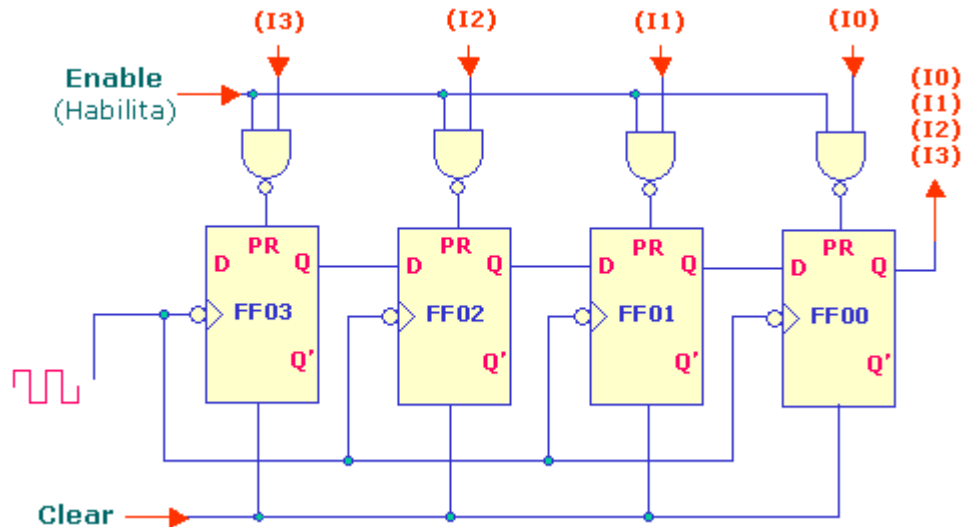 (I3) (I2) (I1) (I0)
Enable
(Habilita)
(I0)
(I1)
(I2)
(I3)
PR PR PR PR
D Q D Q D Q D Q
FF03 FF02 FF01 FF00
Q' Q' Q' Q'
Clear